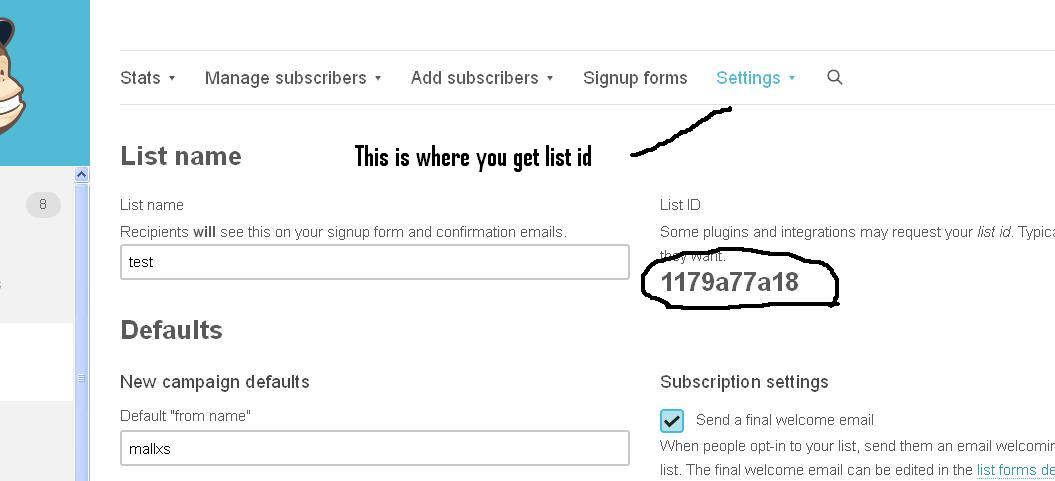 Stats Manage subscribers Add subscribers Signup forms Settings
This is where you get list id
List name
8
List name
Recipients will see this on your signup form and confirmation emails.
test
List ID
Some plugins and integrations may request your list id.
they want.
1179a77a18
Defaults
New campaign defaults
Default "from name"
mallxs
Subscription settings
Send a final welcome email
When people opt-in to your list, send them an email
list. The final welcome email can be edited in the list forms